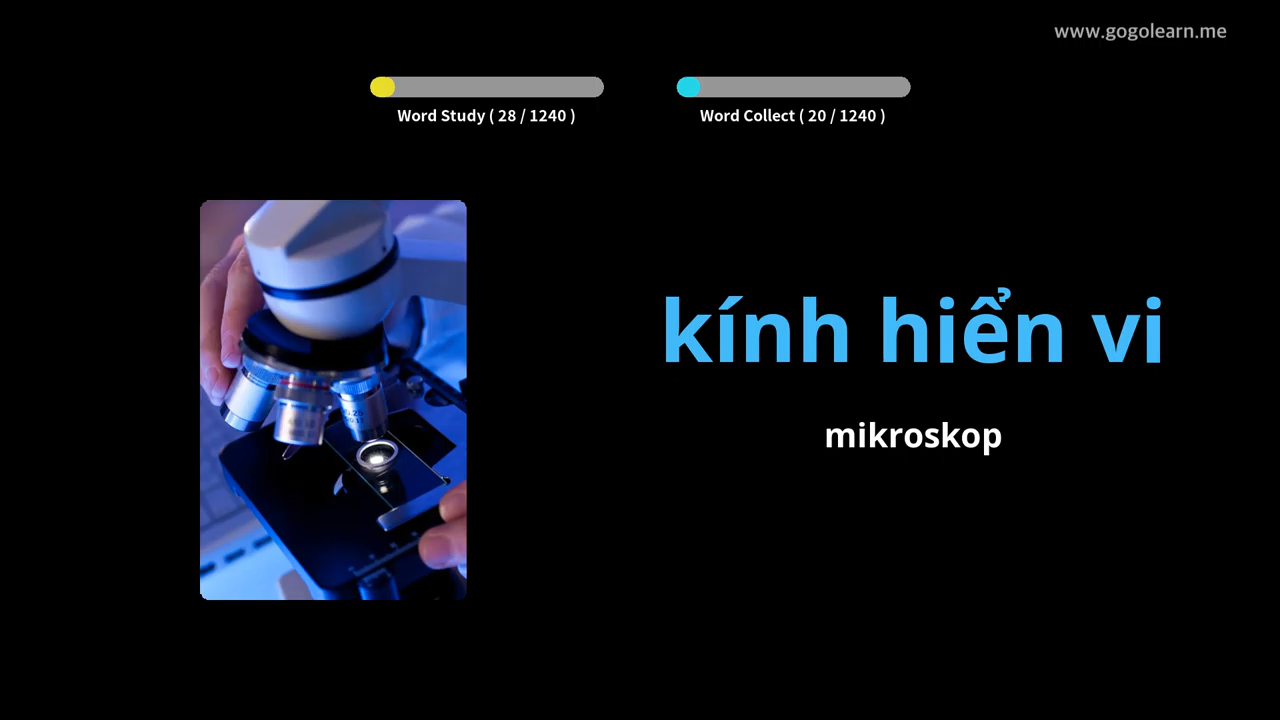 www.gogolearn.me
Word Study ( 28 / 1240 )
Word Collect ( 20 / 1240 )
kính hiển vi
mikroskop